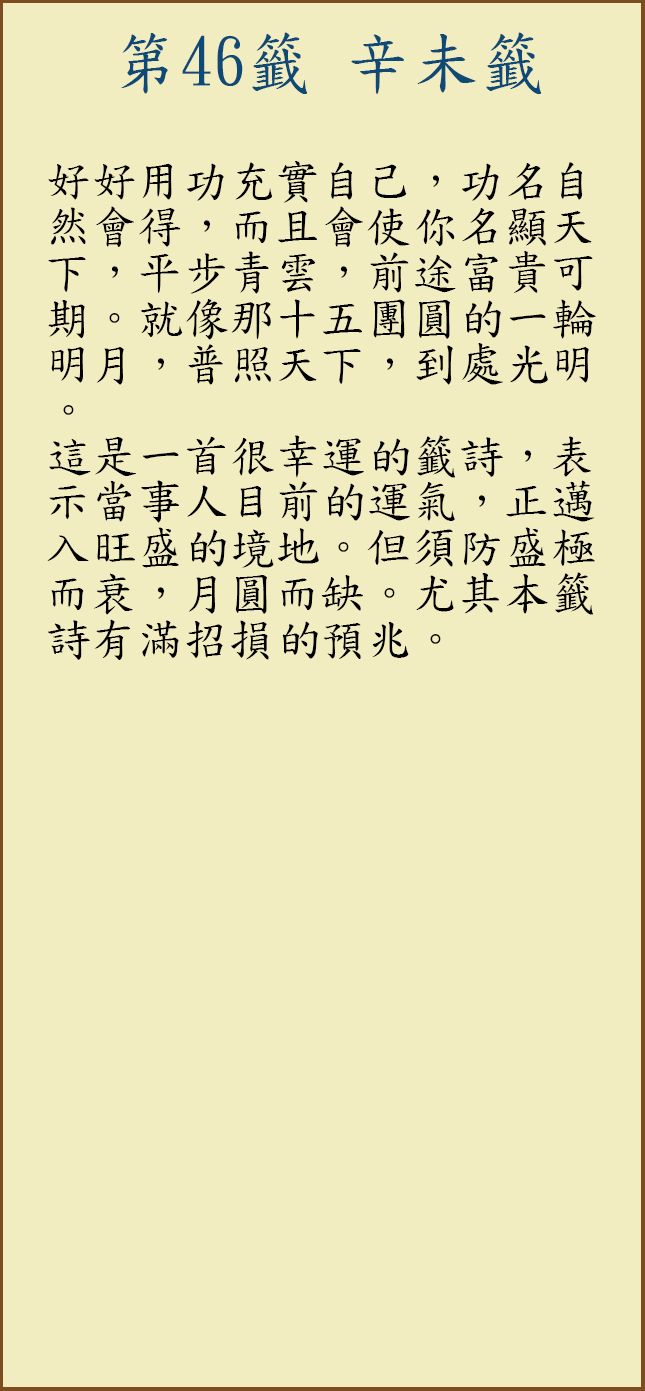 第46籤 辛未籤
好好用功充實自己，功名自
然會得，而且會使你名顯天
下，平步青雲，前途富貴可
期。就像那十五團圓的一輪
明月，普照天下，到處光明
。
這是一首很幸運的籤詩，表
示當事人目前的運氣，正邁
入旺盛的境地。但須防盛極
而衰，月圓而缺。尤其本籤
詩有滿招損的預兆。